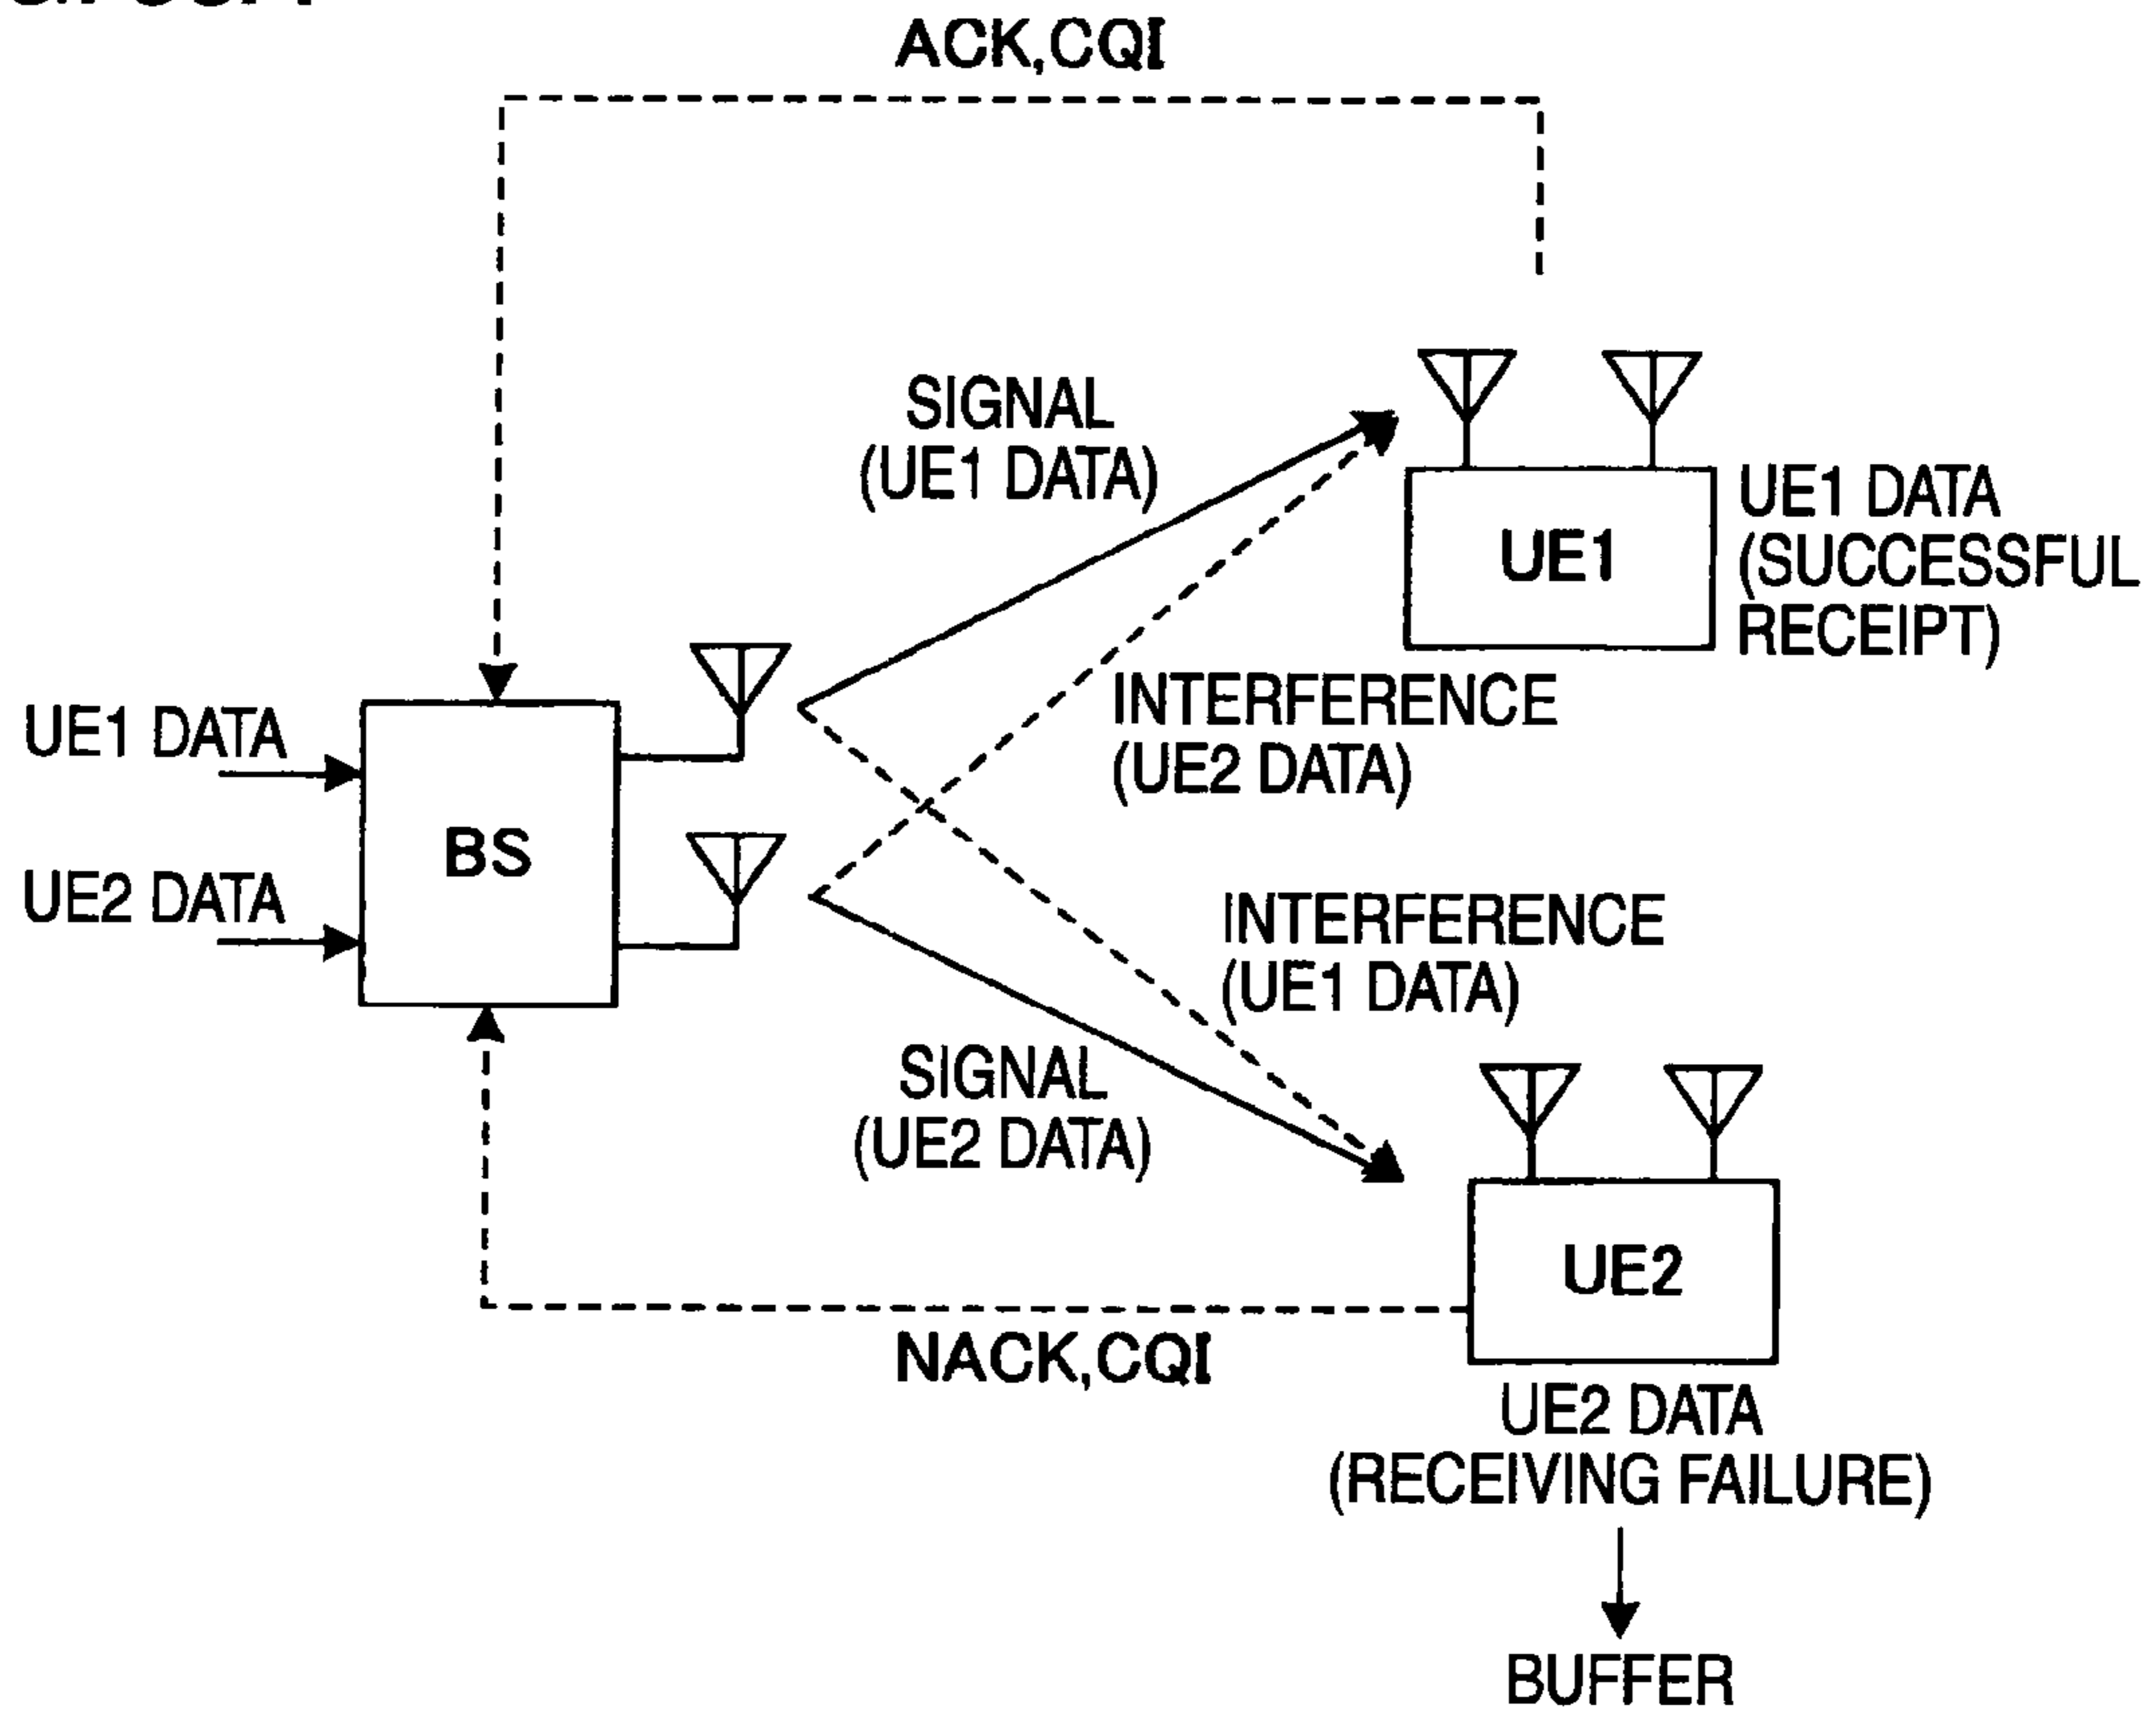 ACK,CQI
SIGNAL
(UE1 DATA)
UE1
UE1 DATA
(SUCCESSFUL
RECEIPT)
INTERFERENCE
(UE2 DATA)
UE1 DATA
BS
UE2 DATA
INTERFERENCE
(UE1 DATA)
SIGNAL
(UE2 DATA)
UE2
NACK,CQI
UE2 DATA
(RECEIVING FAILURE)
BUFFER